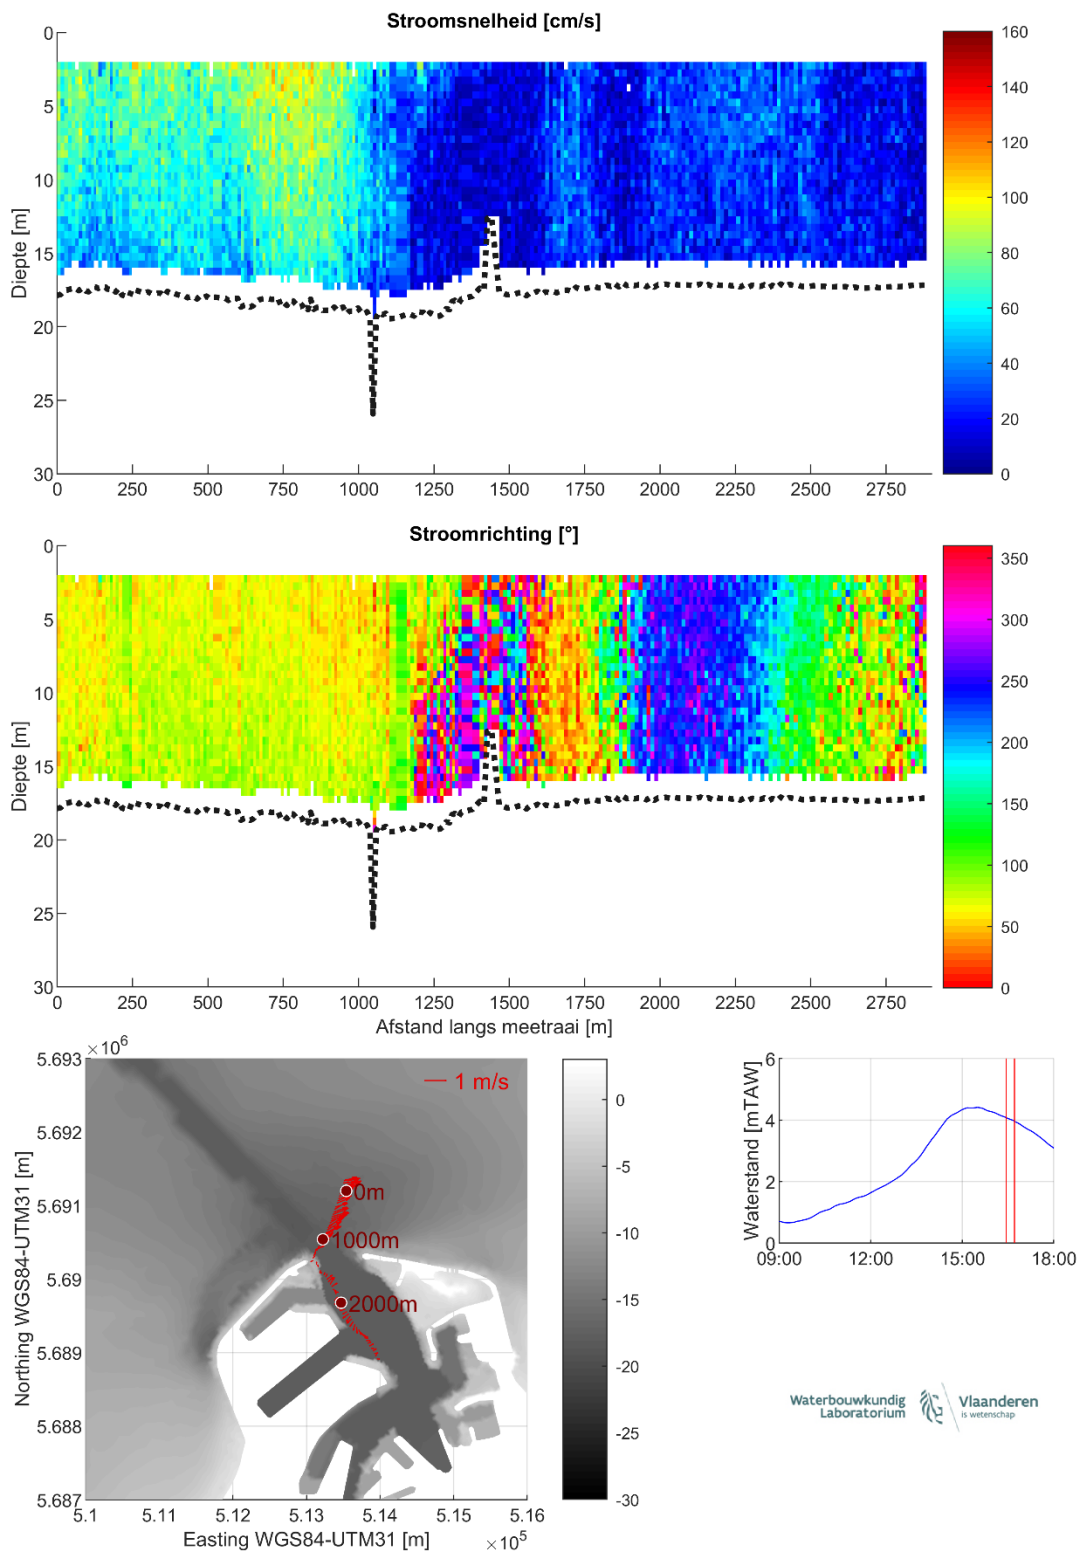 Stroomsnelheid [cm/s]
0
5
10
15
20
25
30
Diepte [m]
0 250 500 750 1000 1250 1500 1750 2000 2250 2500 2750
160
140
120
100
80
60
40
20
0
Stroomrichting [°]
0
5
10
15
20
25
30
Diepte [m]
0 250 500 750 1000 1250 1500 1750 2000 2250 2500 2750
Afstand langs meetraai [m]
350
300
250
200
150
100
50
0
×10⁶
5.693
5.692
5.691
5.69
5.689
5.688
5.687
Northing WGS84-UTM31 [m]
1 m/s
0m
1000m
2000m
5.1 5.11 5.12 5.13 5.14 5.15 5.16
Easting WGS84-UTM31 [m]
×10⁵
0
-5
-10
-15
-20
-25
-30
6
4
2
0
Waterstand [mTAW]
09:00 12:00 15:00 18:00
Waterbouwkundig
Laboratorium
Vlaanderen
is wetenschap